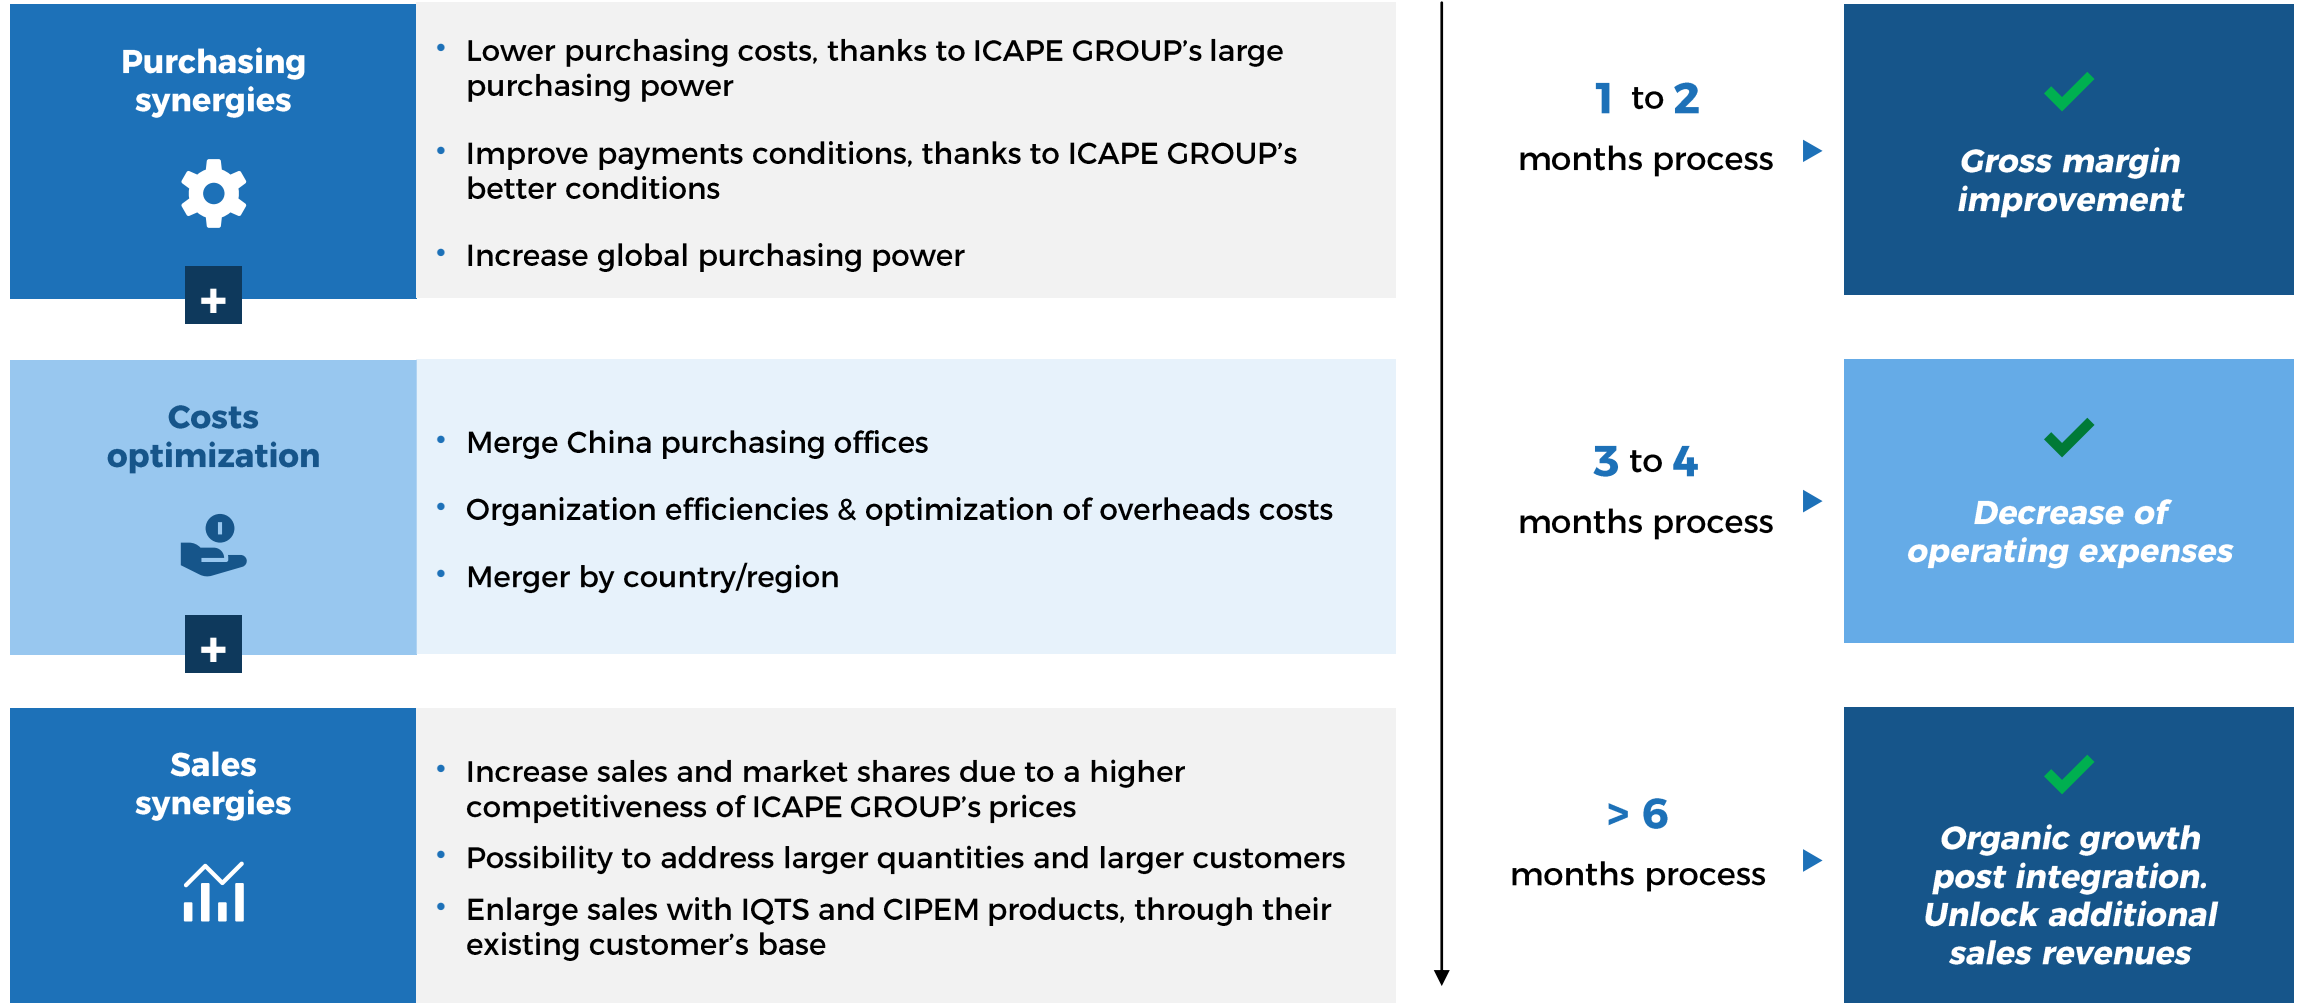 Purchasing
synergies
+
• Lower purchasing costs, thanks to ICAPE GROUP’s large
purchasing power
• Improve payments conditions, thanks to ICAPE GROUP’s
better conditions
• Increase global purchasing power
1 to 2
months process
Gross margin
improvement
Costs
optimization
+
• Merge China purchasing offices
• Organization efficiencies & optimization of overheads costs
• Merger by country/region
3 to 4
months process
Decrease of
operating expenses
Sales
synergies
• Increase sales and market shares due to a higher
competitiveness of ICAPE GROUP’s prices
• Possibility to address larger quantities and larger customers
• Enlarge sales with IQTS and CIPEM products, through their
existing customer’s base
> 6
months process
Organic growth
post integration.
Unlock additional
sales revenues